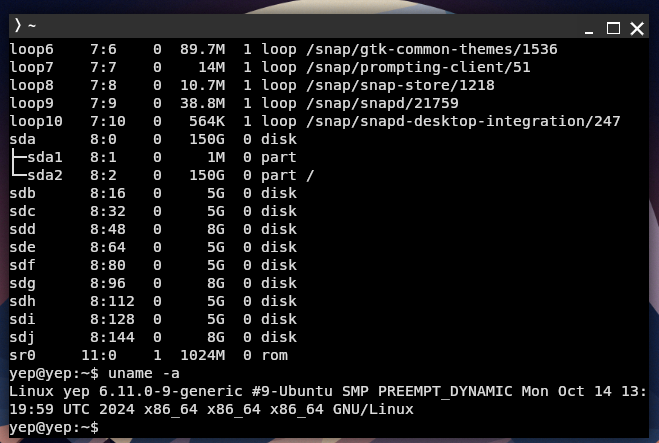 ❯ ~
loop6    7:6    0  89.7M  1 loop /snap/gtk-common-themes/1536
loop7    7:7    0    14M  1 loop /snap/prompting-client/51
loop8    7:8    0  10.7M  1 loop /snap/snap-store/1218
loop9    7:9    0  38.8M  1 loop /snap/snapd/21759
loop10   7:10   0   564K  1 loop /snap/snapd-desktop-integration/247
sda      8:0    0   150G  0 disk
├─sda1   8:1    0     1M  0 part
└─sda2   8:2    0   150G  0 part /
sdb      8:16   0     5G  0 disk
sdc      8:32   0     5G  0 disk
sdd      8:48   0     8G  0 disk
sde      8:64   0     5G  0 disk
sdf      8:80   0     5G  0 disk
sdg      8:96   0     8G  0 disk
sdh      8:112  0     5G  0 disk
sdi      8:128  0     5G  0 disk
sdj      8:144  0     8G  0 disk
sr0     11:0    1  1024M  0 rom
yep@yep:~$ uname -a
Linux yep 6.11.0-9-generic #9-Ubuntu SMP PREEMPT_DYNAMIC Mon Oct 14 13:
19:59 UTC 2024 x86_64 x86_64 x86_64 GNU/Linux
yep@yep:~$